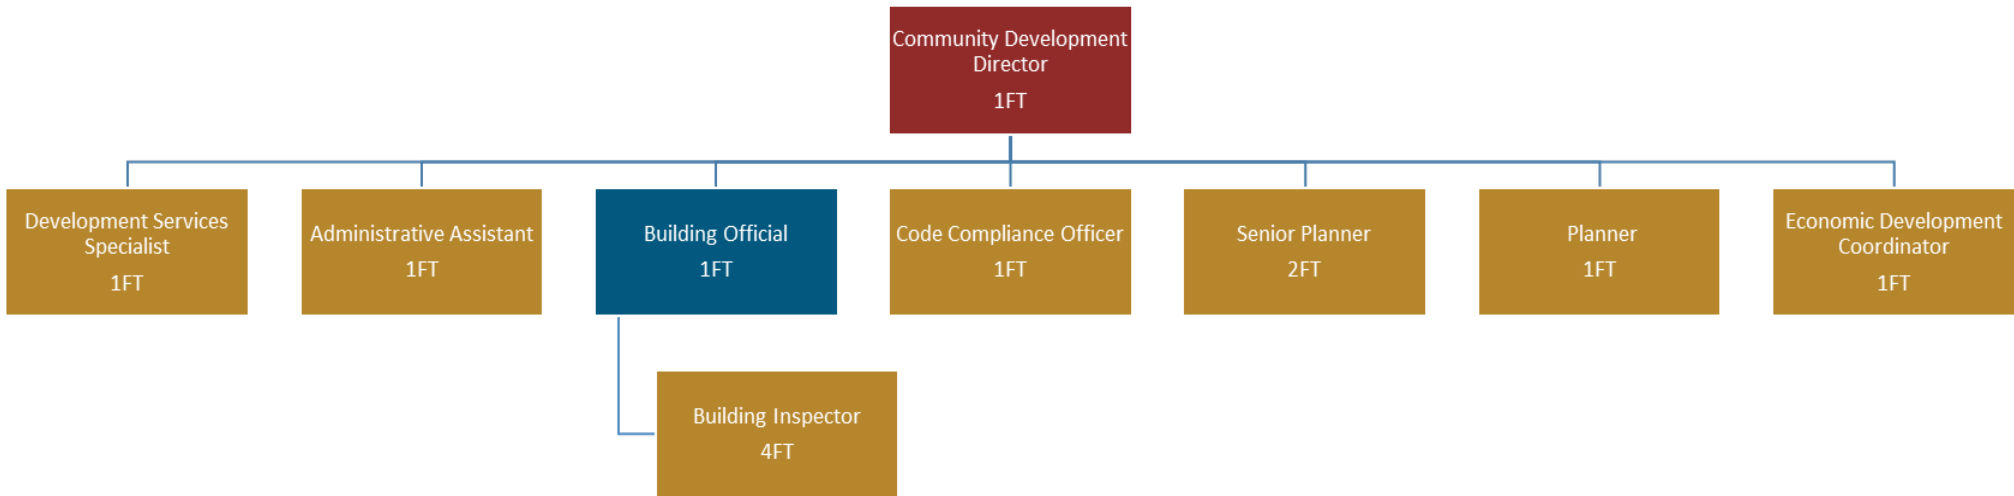 Community Development
Director
1FT
Development Services
Specialist
1FT
Administrative Assistant
1FT
Building Official
1FT
Code Compliance Officer
1FT
Senior Planner
2FT
Planner
1FT
Economic Development
Coordinator
1FT
Building Inspector
4FT